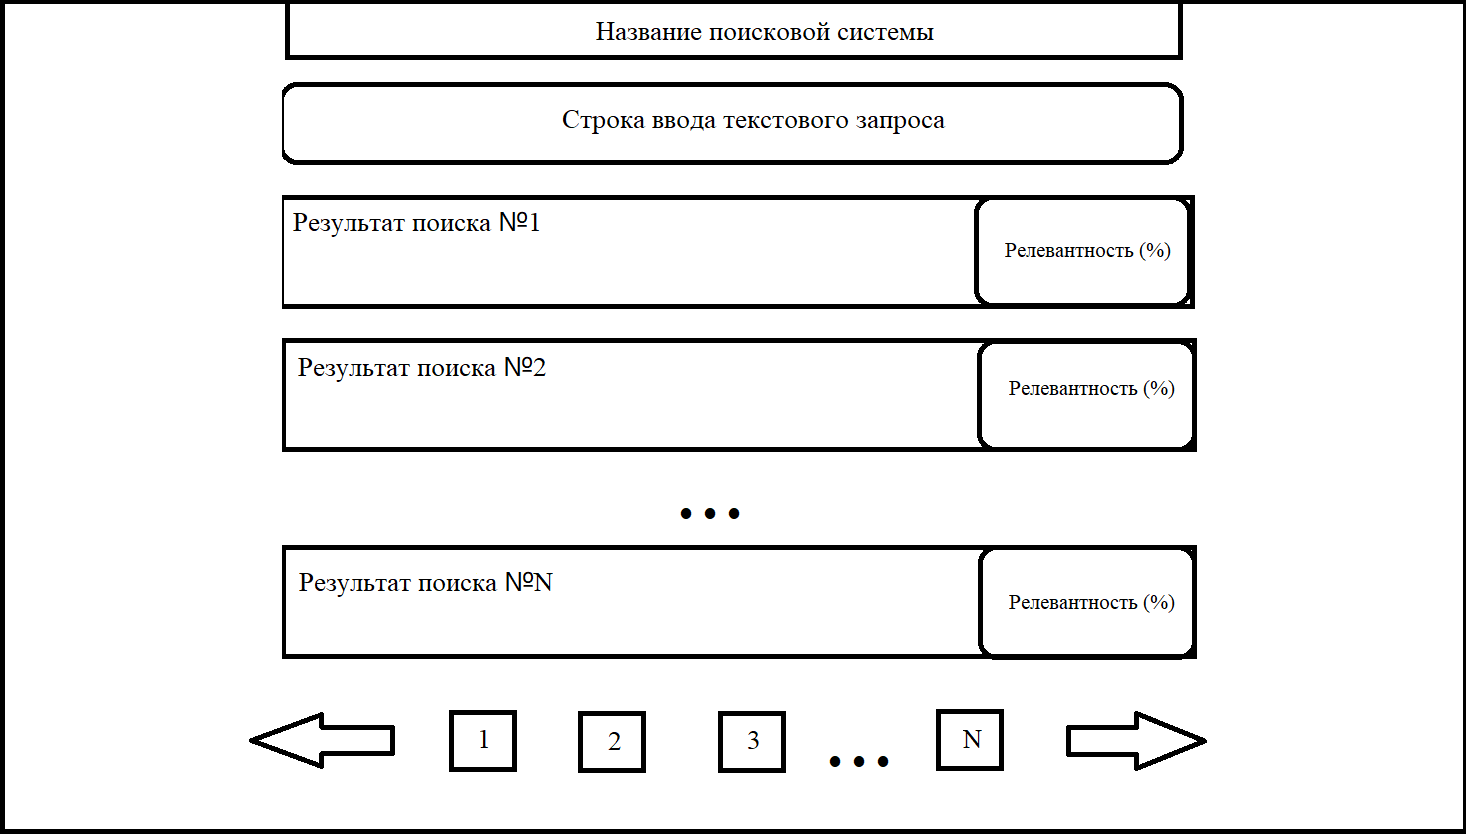 Название поисковой системы
Строка ввода текстового запроса
Результат поиска №1
Релевантность (%)
Результат поиска №2
Релевантность (%)
...
Результат поиска №N
Релевантность (%)
1 2 3 ... N